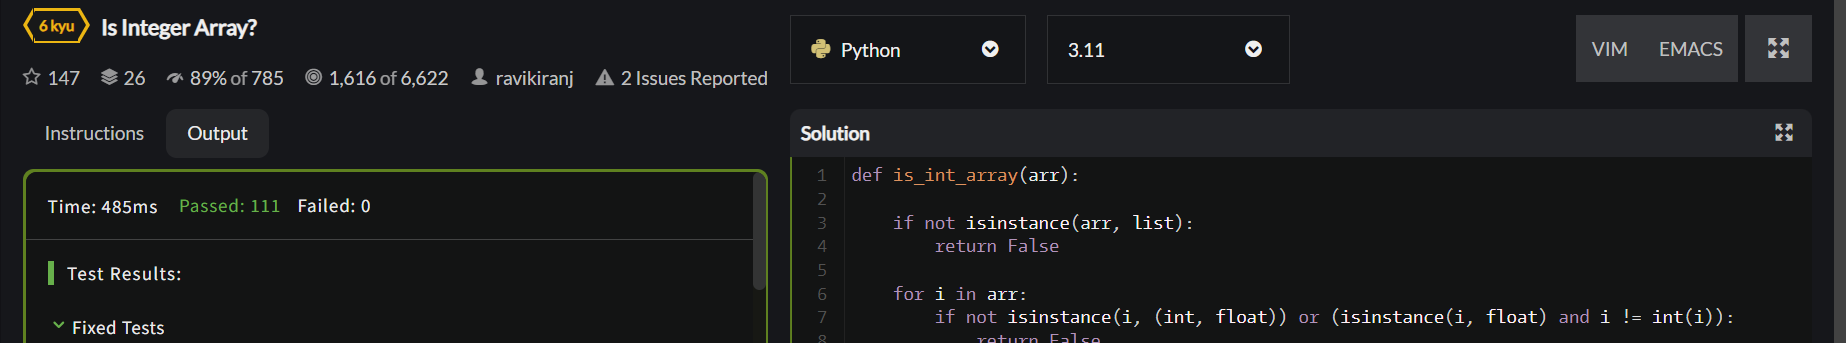 6 kyu Is Integer Array?
147 26 89% of 785 1,616 of 6,622 ravikiranj 2 Issues Reported
Instructions Output
Time: 485ms Passed: 111 Failed: 0
Test Results:
Fixed Tests
Python 3.11 VIM EMACS
Solution
1 def is_int_array(arr):
2
3 if not isinstance(arr, list):
4 return False
5
6 for i in arr:
7 if not isinstance(i, (int, float)) or (isinstance(i, float) and i != int(i)):
8 return False